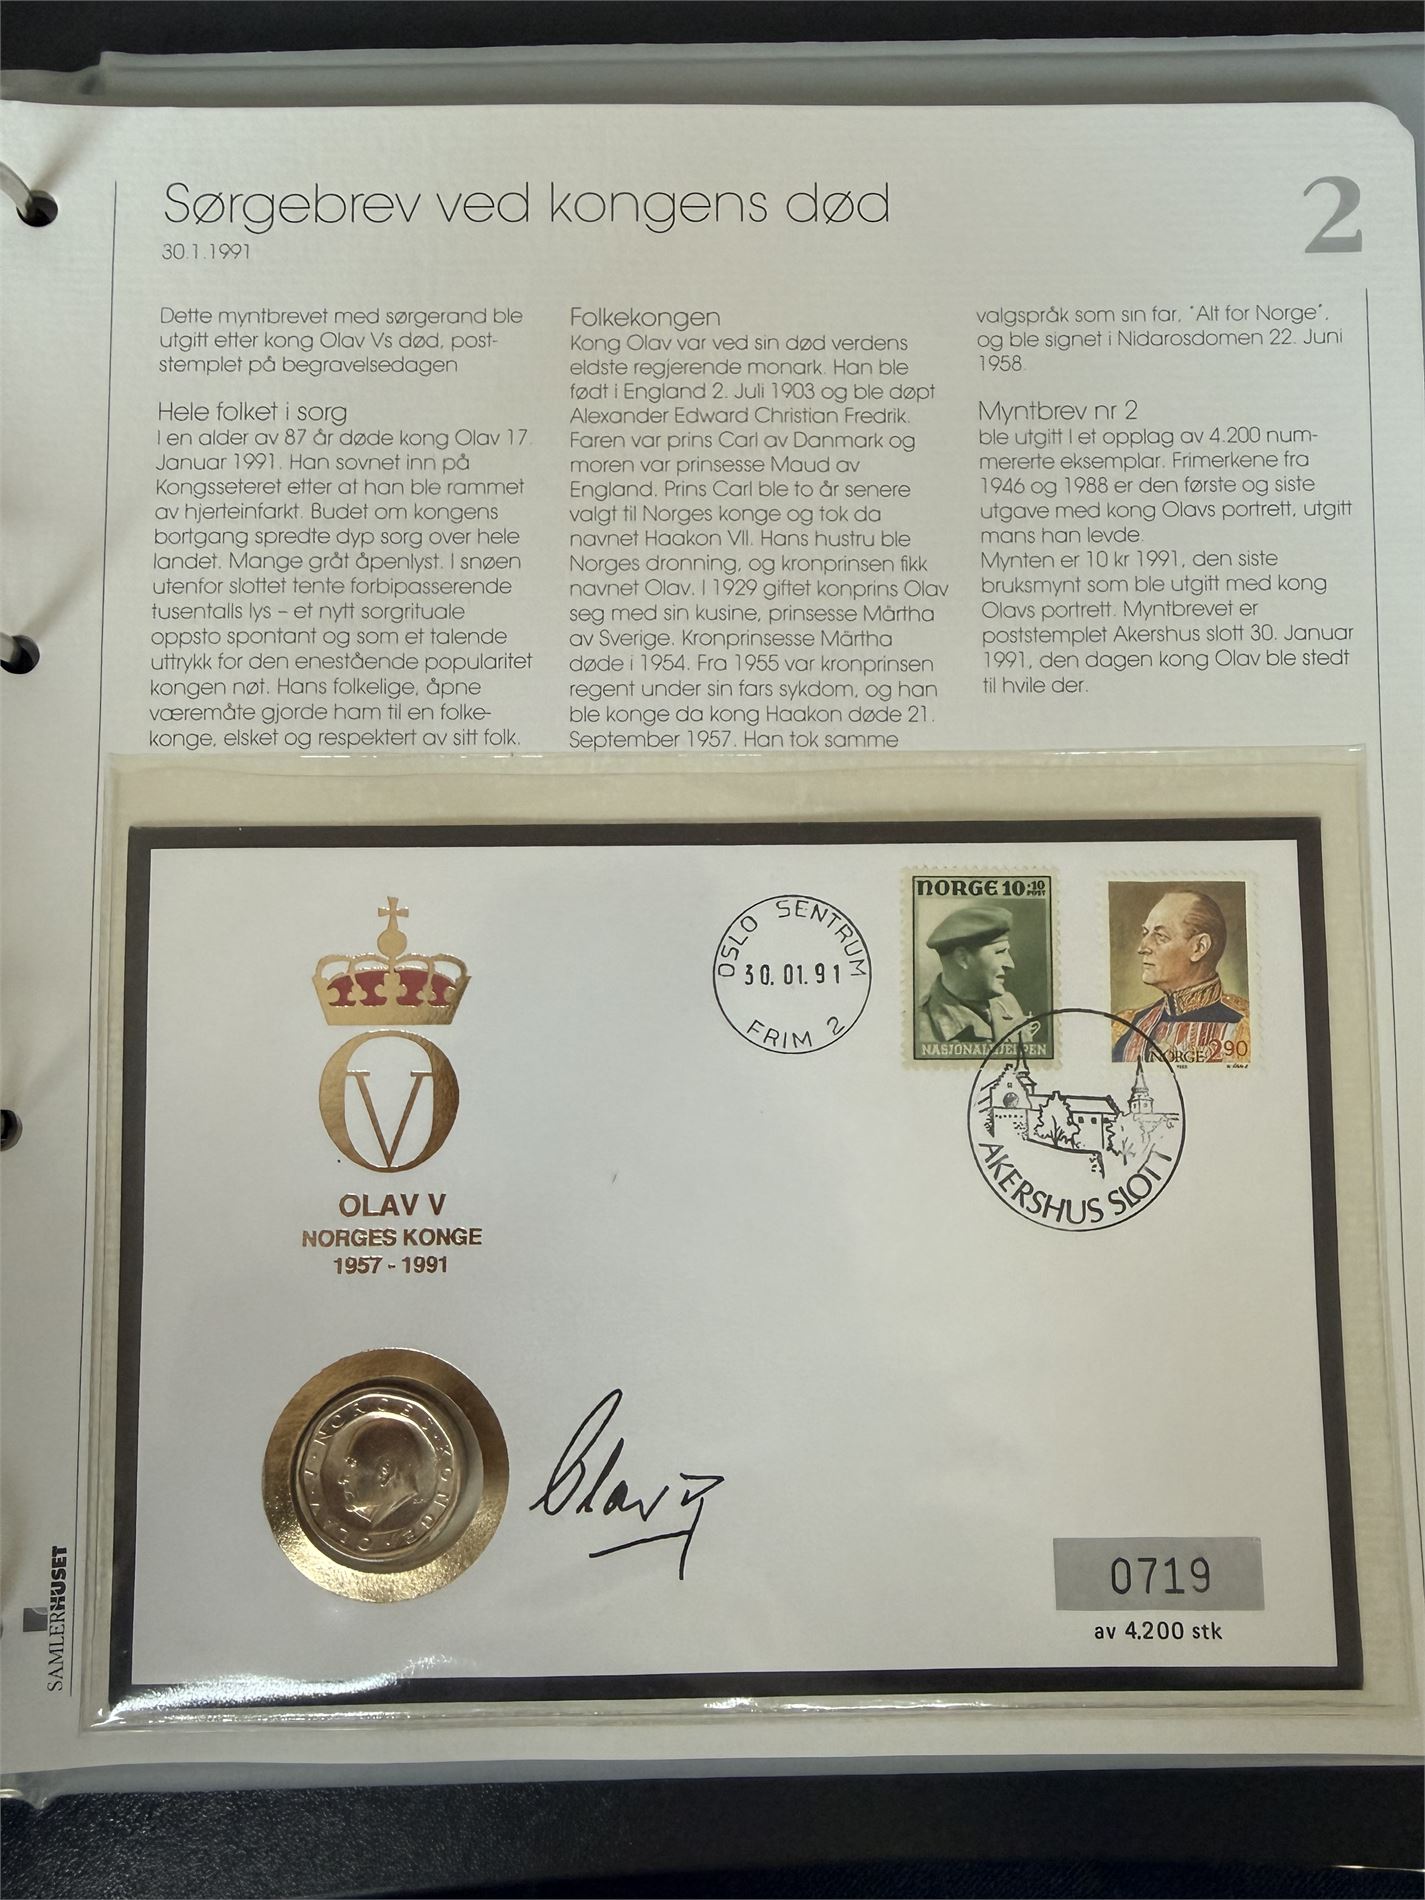 Sørgebrev ved kongens død
2
30.1.1991
Dette myntbrevet med sørgerand ble
utgitt etter kong Olav Vs død, post-
stemplet på begravelsedagen
Hele folket i sorg
I en alder av 87 år døde kong Olav 17.
Januar 1991. Han sovnet inn på
Kongsseteret etter at han ble rammet
av hjerteinfarkt. Budet om kongens
bortgang spredte dyp sorg over hele
landet. Mange gråt åpenlyst. I snøen
utenfor slottet tente forbipasserende
tusentalls lys – et nytt sorgrituale
oppsto spontant og som et talende
uttrykk for den enestående popularitet
kongen nøt. Hans folkelige, åpne
væremåte gjorde ham til en folke-
konge, elsket og respektert av sitt folk.
Folkekongen
Kong Olav var ved sin død verdens
eldste regjerende monark. Han ble
født i England 2. Juli 1903 og ble døpt
Alexander Edward Christian Fredrik.
Faren var prins Carl av Danmark og
moren var prinsesse Maud av
England. Prins Carl ble to år senere
valgt til Norges konge og tok da
navnet Haakon VII. Hans hustru ble
Norges dronning, og kronprinsen fikk
navnet Olav. I 1929 giftet konprins Olav
seg med sin kusine, prinsesse Märtha
av Sverige. Kronprinsesse Märtha
døde i 1954. Fra 1955 var kronprinsen
regent under sin fars sykdom, og han
ble konge da kong Haakon døde 21.
September 1957. Han tok samme
valgspråk som sin far, "Alt for Norge",
og ble signet i Nidarosdomen 22. Juni
1958.
Myntbrev nr 2
ble utgitt I et opplag av 4.200 num-
mererte eksemplar. Frimerkene fra
1946 og 1988 er den første og siste
utgave med kong Olavs portrett, utgitt
mans han levde.
Mynten er 10 kr 1991, den siste
bruksmynt som ble utgitt med kong
Olavs portrett. Myntbrevet er
poststemplet Akershus slott 30. Januar
1991, den dagen kong Olav ble stedt
til hvile der.
OSLO SENTRUM
30.01.91
FRIM 2
NORGE 10+10
POST
NASJONALHJELPEN
NORGE 290
1988
AKERSHUS SLOTT
OV
OLAV V
NORGES KONGE
1957 - 1991
OLAV V · NORGES KONGE ·
Olav V
0719
av 4.200 stk
SAMLERHUSET